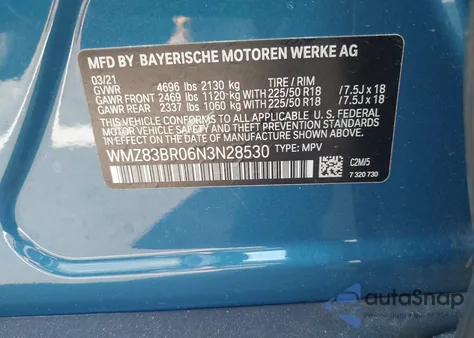 MFD BY BAYERISCHE MOTOREN WERKE AG
03/21
GVWR 4696 lbs 2130 kg TIRE / RIM
GAWR FRONT 2469 lbs 1120 kg WITH 225/50 R18 /7.5J x 18
GAWR REAR 2337 lbs 1060 kg WITH 225/50 R18 /7.5J x 18
THIS VEHICLE CONFORMS TO ALL APPLICABLE FEDERAL MOTOR
VEHICLE SAFETY STANDARDS IN EFFECT ON THE DATE OF
MANUFACTURE SHOWN ABOVE.
WMZ83BR06N3N28530 TYPE: MPV
C2M/5
7 320 730
autoSnap
www.autosnap